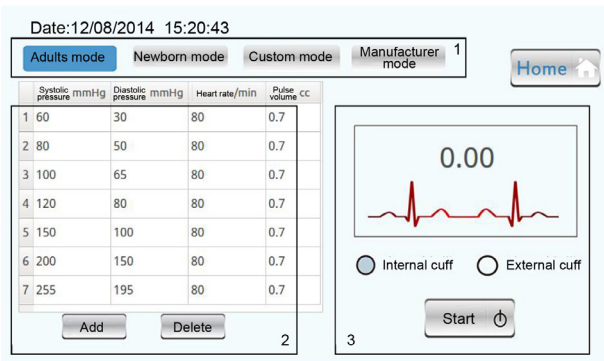 Date:12/08/2014 15:20:43
Adults mode Newborn mode Custom mode Manufacturer mode 1
Home
Systolic pressure mmHg Diastolic pressure mmHg Heart rate/min Pulse volume cc
1 60 30 80 0.7
2 80 50 80 0.7
3 100 65 80 0.7
4 120 80 80 0.7
5 150 100 80 0.7
6 200 150 80 0.7
7 255 195 80 0.7
Add Delete 2
0.00
Internal cuff External cuff
Start
3